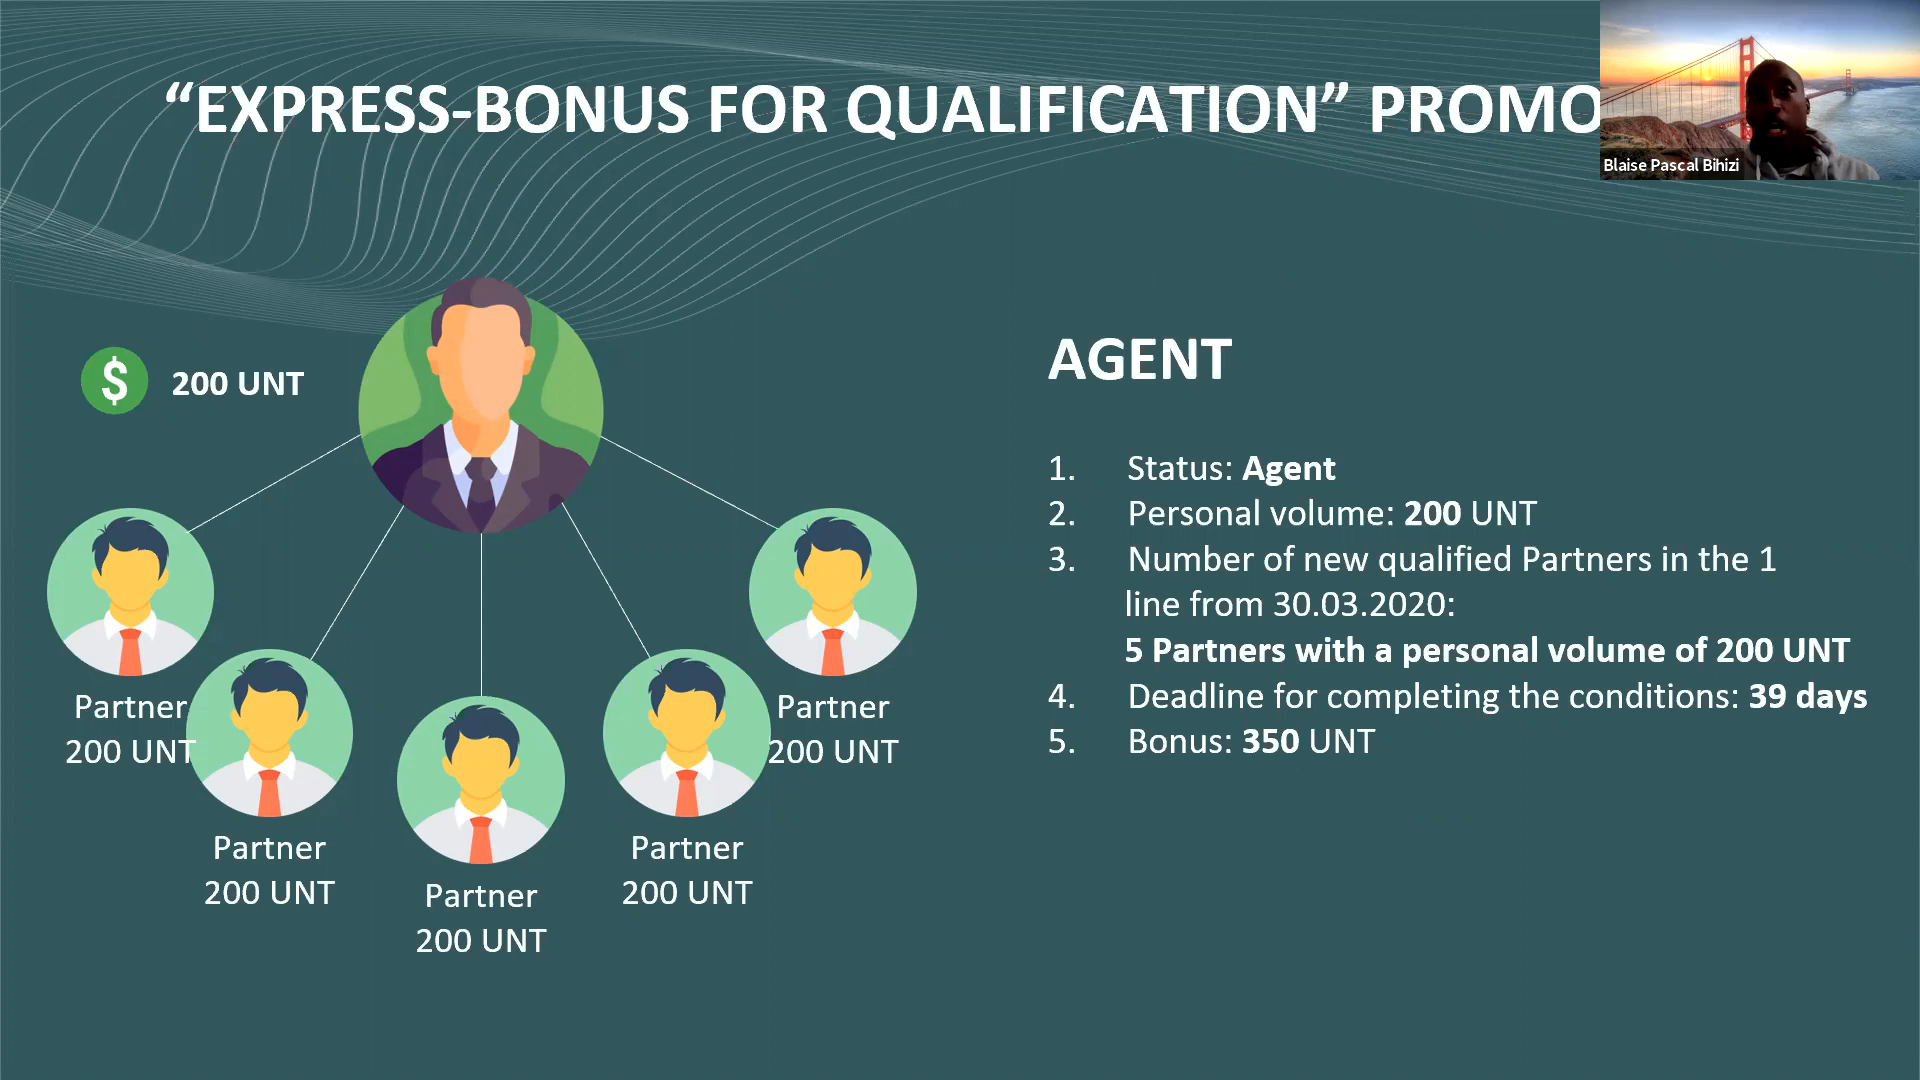 “EXPRESS-BONUS FOR QUALIFICATION” PROMO
Blaise Pascal Bihizi
$ 200 UNT
Partner
200 UNT
Partner
200 UNT
Partner
200 UNT
Partner
200 UNT
Partner
200 UNT
AGENT
1. Status: Agent
2. Personal volume: 200 UNT
3. Number of new qualified Partners in the 1
line from 30.03.2020:
5 Partners with a personal volume of 200 UNT
4. Deadline for completing the conditions: 39 days
5. Bonus: 350 UNT